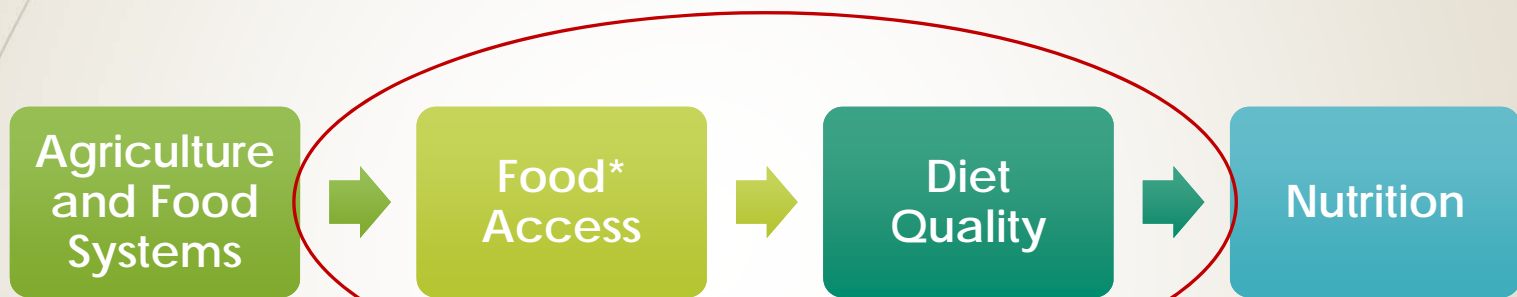 Agriculture
and Food
Systems
Food*
Access
Diet
Quality
Nutrition